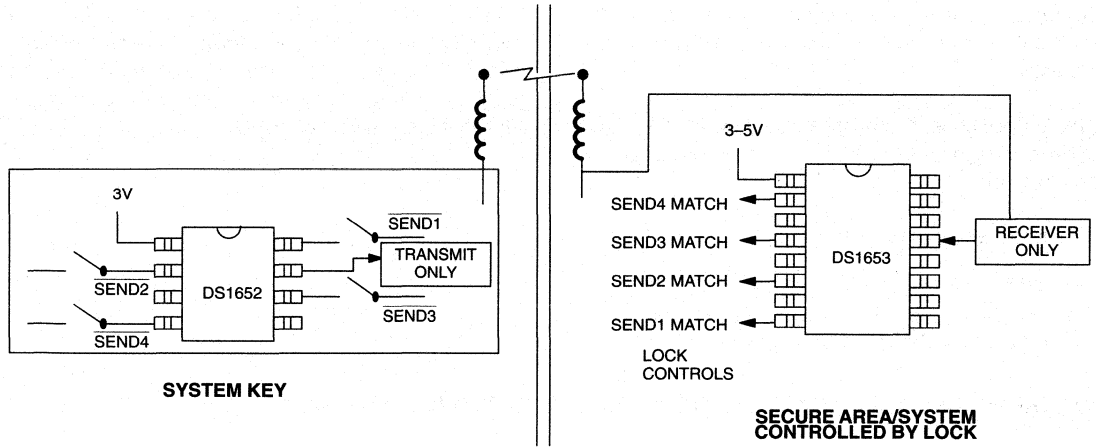 3V
SEND1
TRANSMIT
ONLY
SEND2
DS1652
SEND3
SEND4
SYSTEM KEY
3–5V
SEND4 MATCH
SEND3 MATCH
SEND2 MATCH
SEND1 MATCH
DS1653
RECEIVER
ONLY
LOCK
CONTROLS
SECURE AREA/SYSTEM
CONTROLLED BY LOCK